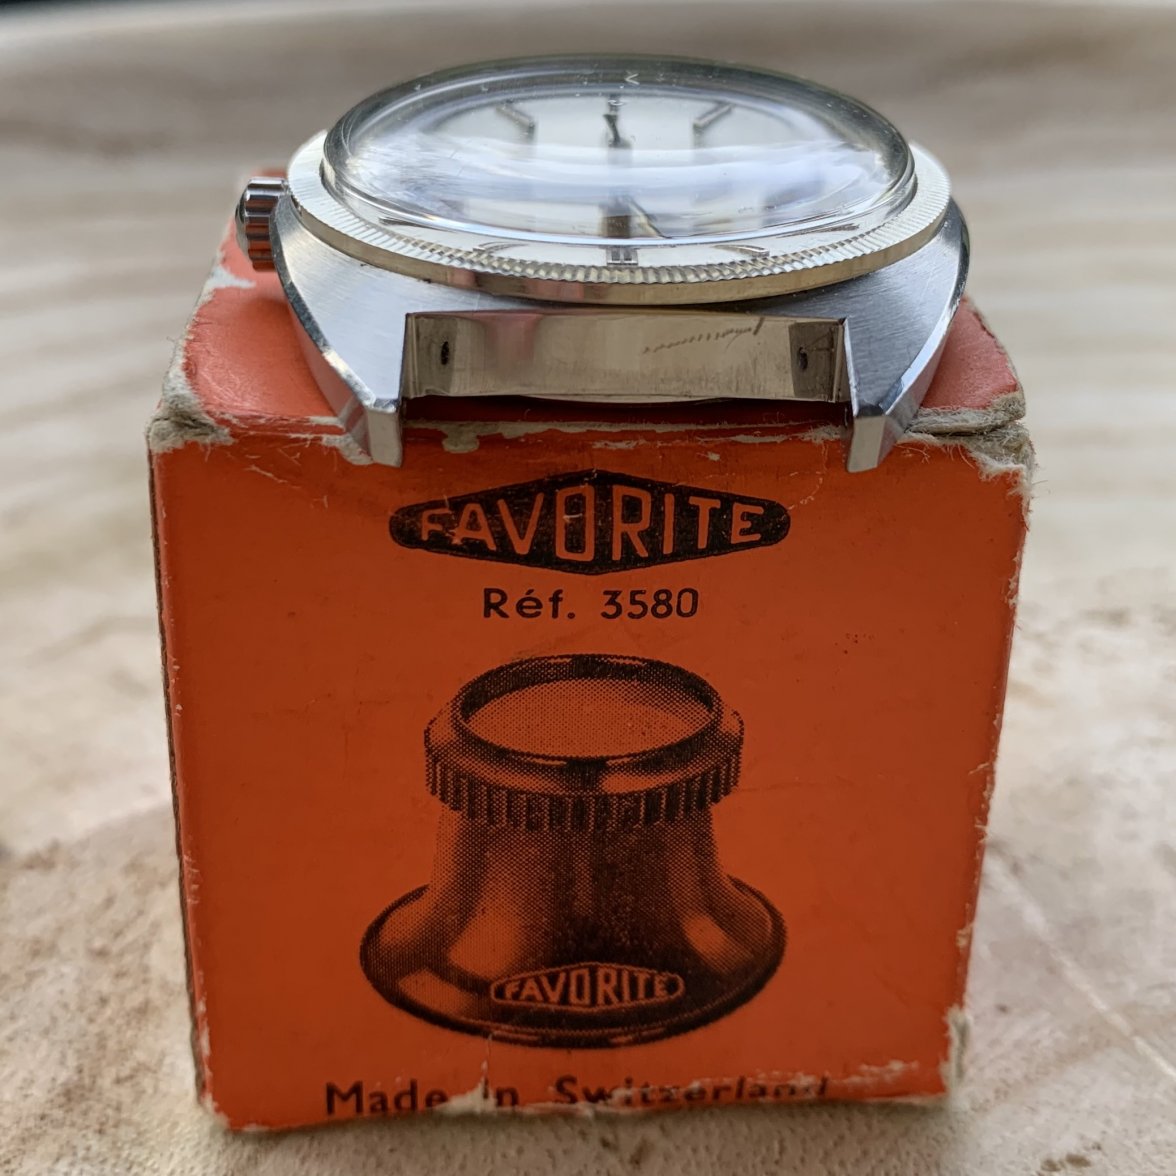 FAVORITE
Réf. 3580
FAVORITE
Made in Switzerland